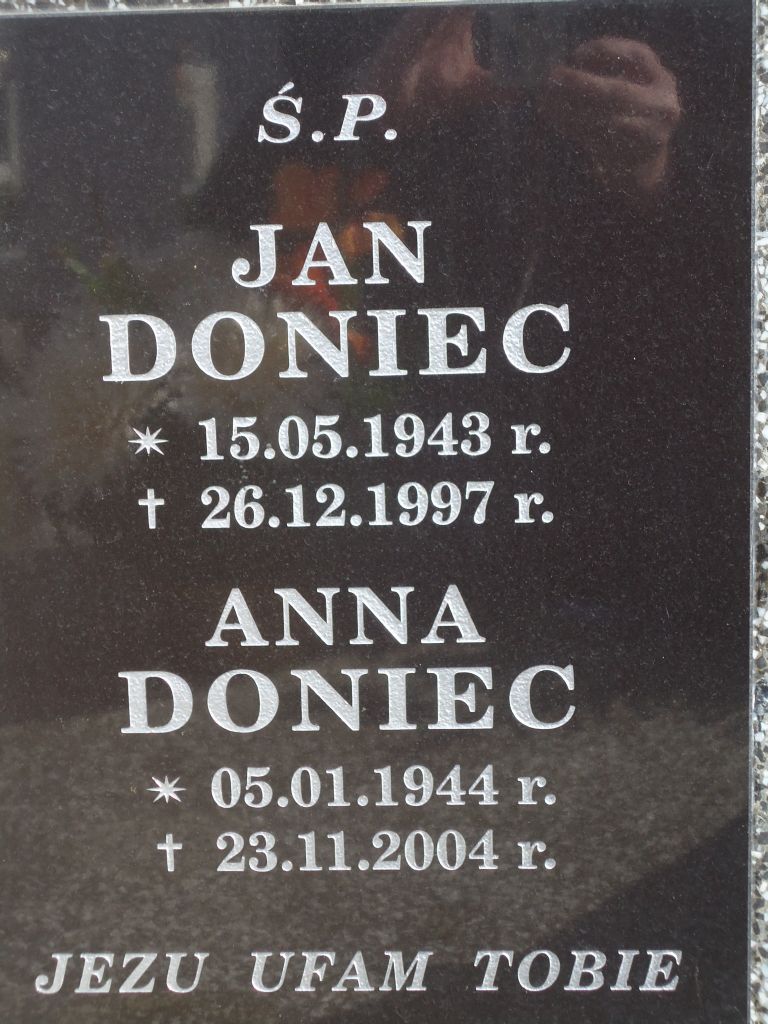 Ś.P.
JAN
DONIEC
* 15.05.1943 r.
† 26.12.1997 r.
ANNA
DONIEC
* 05.01.1944 r.
† 23.11.2004 r.
JEZU UFAM TOBIE